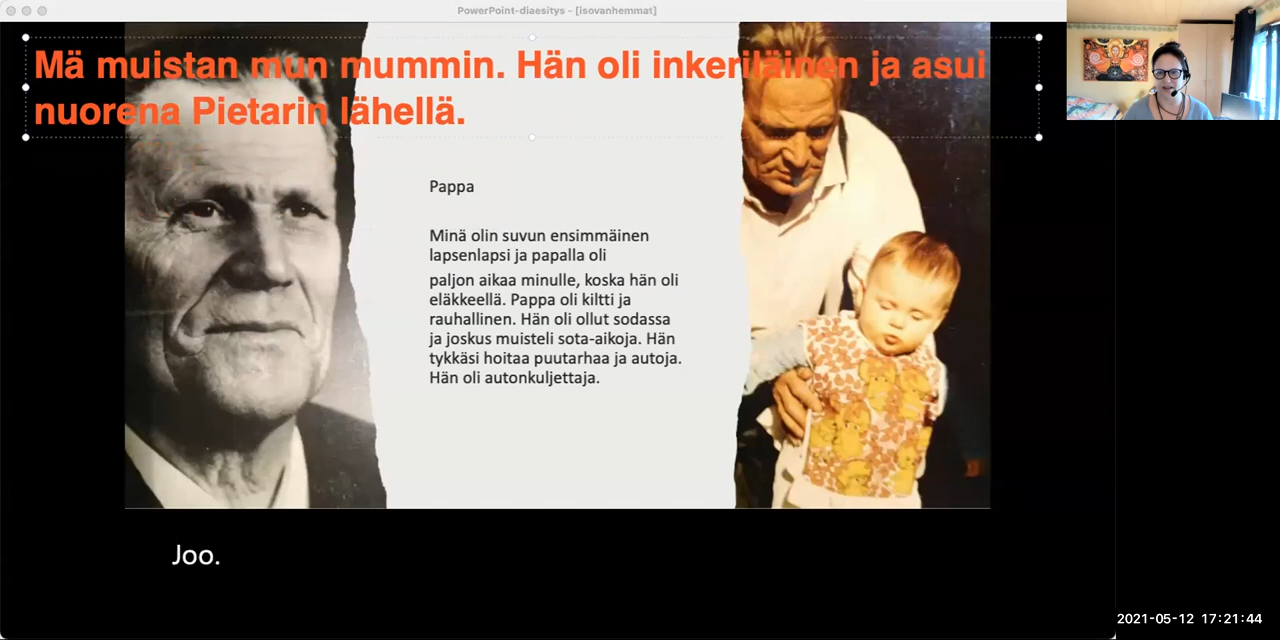 PowerPoint-diaesitys - [isovanhemmat]
Mä muistan mun mummin. Hän oli inkeriläinen ja asui
nuorena Pietarin lähellä.
Pappa
Minä olin suvun ensimmäinen
lapsenlapsi ja papalla oli
paljon aikaa minulle, koska hän oli
eläkkeellä. Pappa oli kiltti ja
rauhallinen. Hän oli ollut sodassa
ja joskus muisteli sota-aikoja. Hän
tykkäsi hoitaa puutarhaa ja autoja.
Hän oli autonkuljettaja.
Joo.
2021-05-12 17:21:44